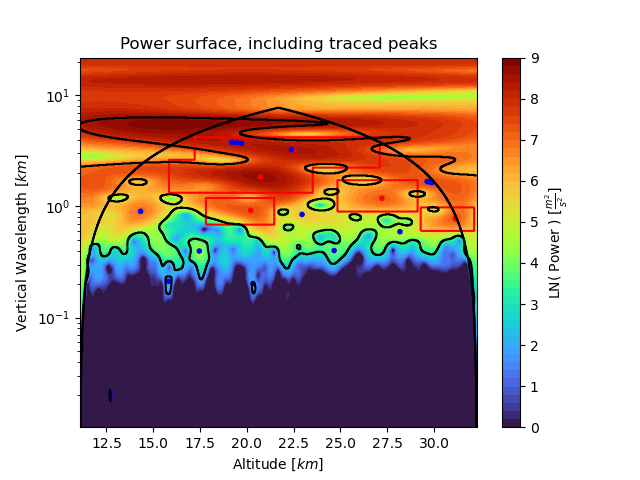 Power surface, including traced peaks
Vertical Wavelength [km]
10¹
10⁰
10⁻¹
12.5 15.0 17.5 20.0 22.5 25.0 27.5 30.0
Altitude [km]
9
8
7
6
5
4
3
2
1
0
LN( Power ) [m²/s²]